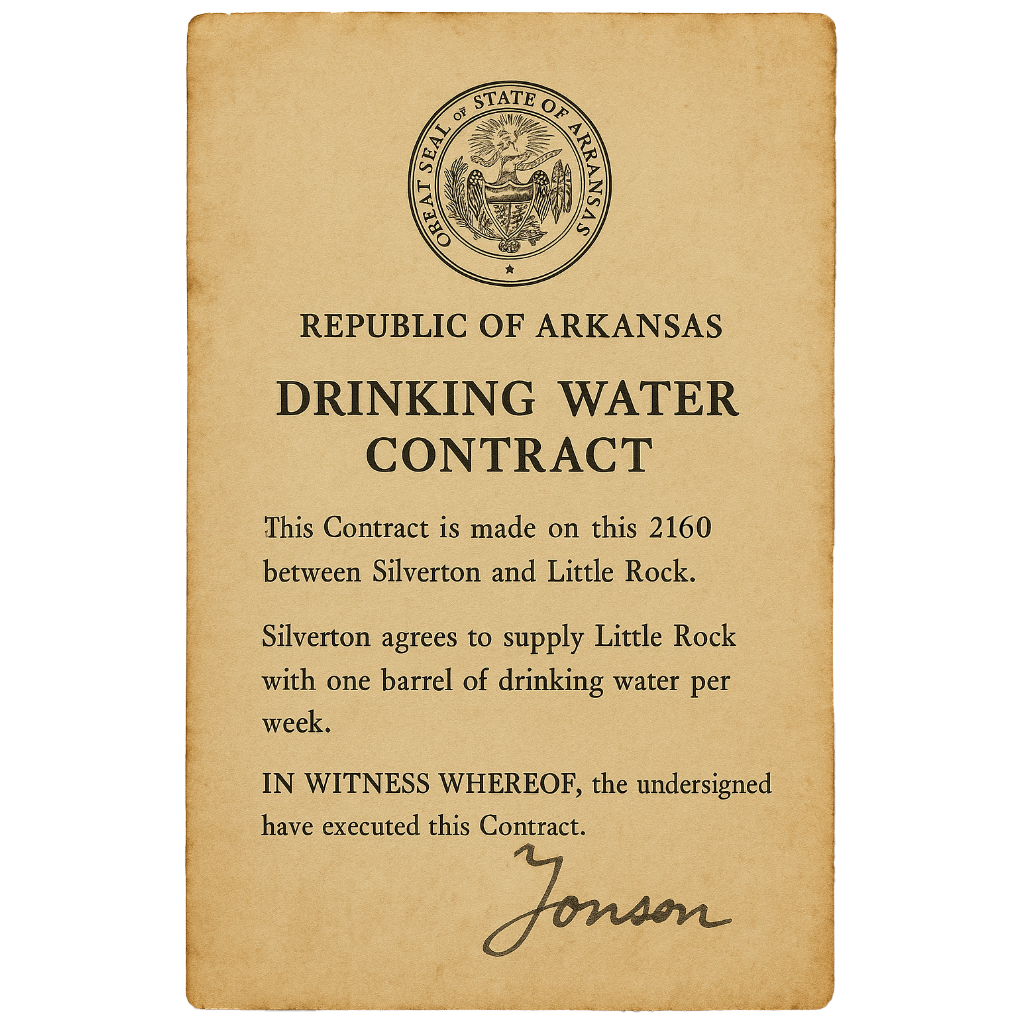 OREAT SEAL OF STATE OF ARRANSAS
REPUBLIC OF ARKANSAS
DRINKING WATER
CONTRACT
This Contract is made on this 2160
between Silverton and Little Rock.
Silverton agrees to supply Little Rock
with one barrel of drinking water per
week.
IN WITNESS WHEREOF, the undersigned
have executed this Contract.
Jonson